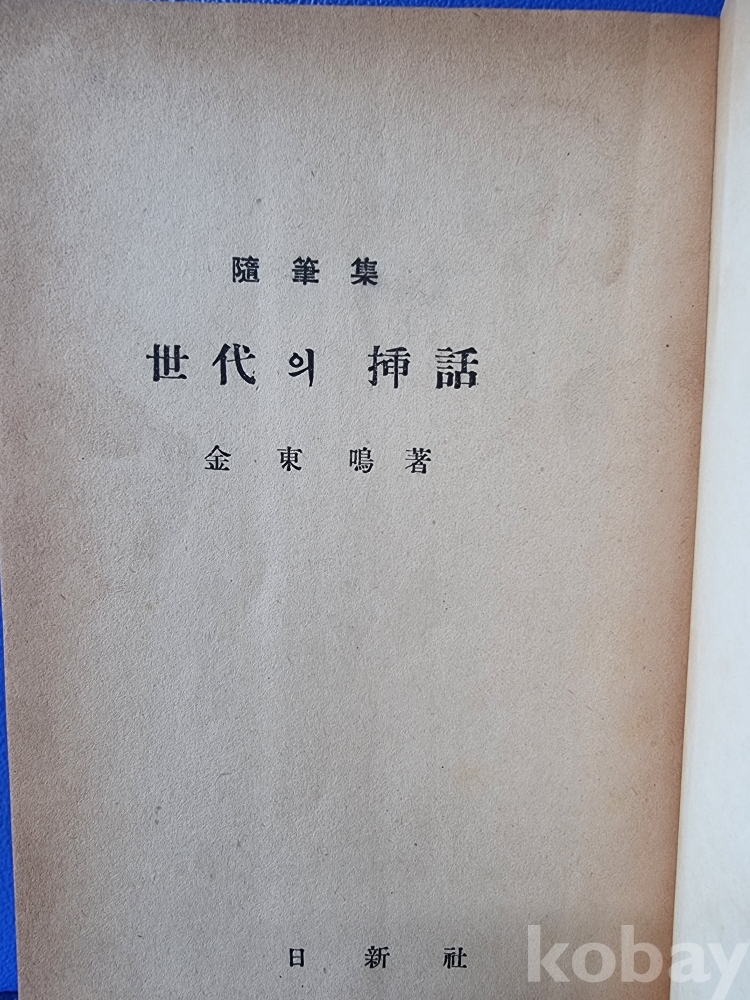 隨筆集
世代의 揷話
金東鳴著
日新社
kobay